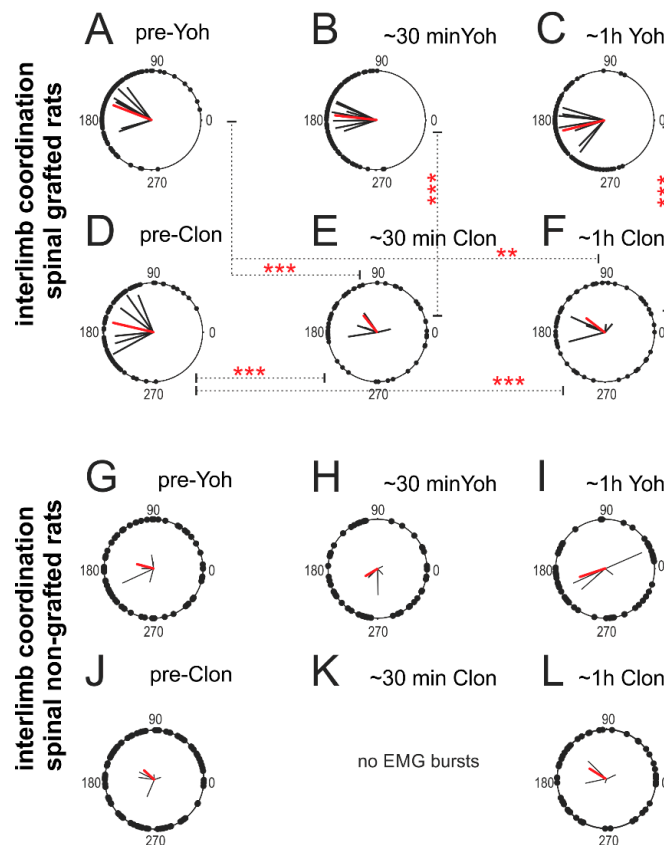 interlimb coordination
spinal grafted rats
A pre-Yoh
B ~30 minYoh
C ~1h Yoh
90
180
0
270
90
180
0
270
90
180
0
270
***
***
D pre-Clon
E ~30 min Clon
F ~1h Clon
***
**
90
180
0
270
90
180
0
270
90
180
0
270
***
***
interlimb coordination
spinal non-grafted rats
G pre-Yoh
H ~30 minYoh
I ~1h Yoh
90
180
0
270
90
180
0
270
90
180
0
270
J pre-Clon
K ~30 min Clon
L ~1h Clon
90
180
0
270
no EMG bursts
90
180
0
270